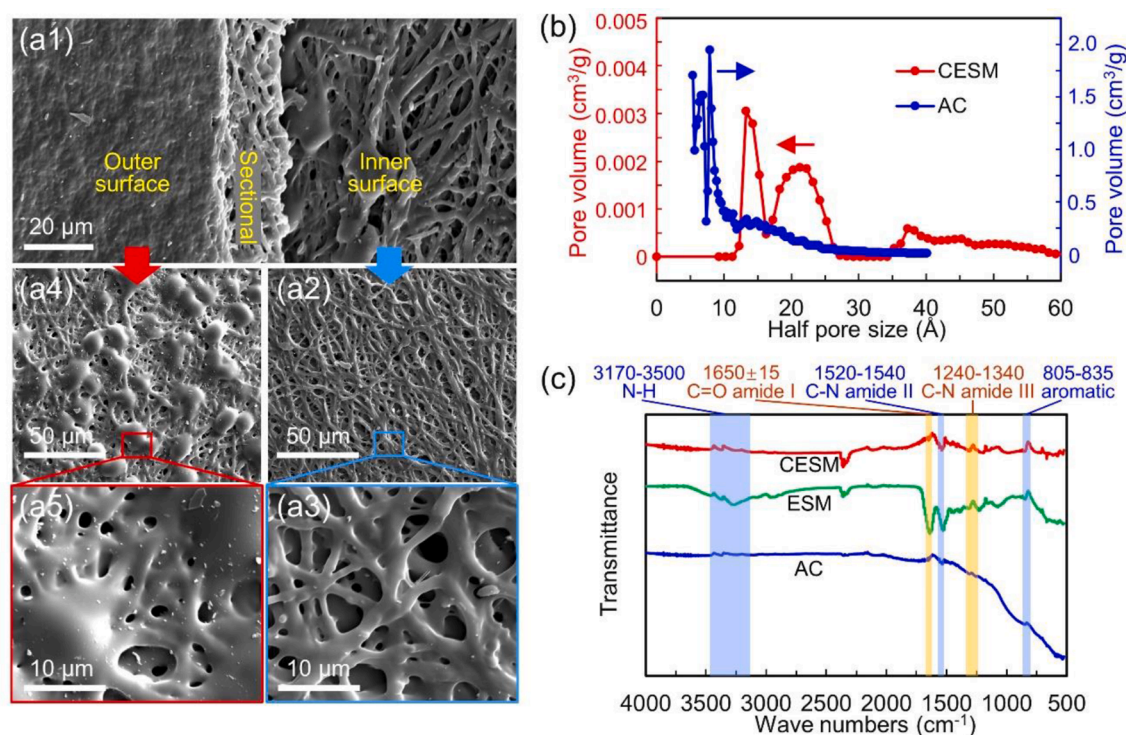 (a1)
Outer
surface
Sectional
Inner
surface
20 μm
(a4)
50 μm
(a2)
50 μm
(a5)
10 μm
(a3)
10 μm
(b)
Pore volume (cm³/g)
0.005
0.004
0.003
0.002
0.001
0
CESM
AC
2.0
1.5
1.0
0.5
0
Pore volume (cm³/g)
0 10 20 30 40 50 60
Half pore size (Å)
(c)
3170-3500 1650±15 1520-1540 1240-1340 805-835
N-H C=O amide I C-N amide II C-N amide III aromatic
Transmittance
CESM
ESM
AC
4000 3500 3000 2500 2000 1500 1000 500
Wave numbers (cm⁻¹)